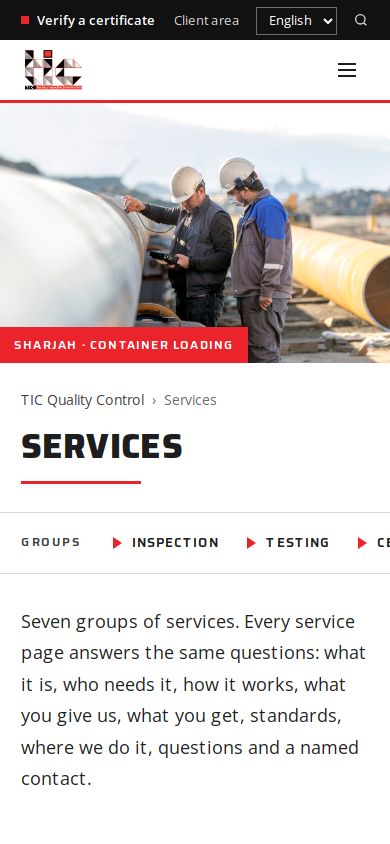 Verify a certificate Client area English
tic
SHARJAH · CONTAINER LOADING
TIC Quality Control › Services
SERVICES
GROUPS INSPECTION TESTING CE
Seven groups of services. Every service
page answers the same questions: what
it is, who needs it, how it works, what
you give us, what you get, standards,
where we do it, questions and a named
contact.